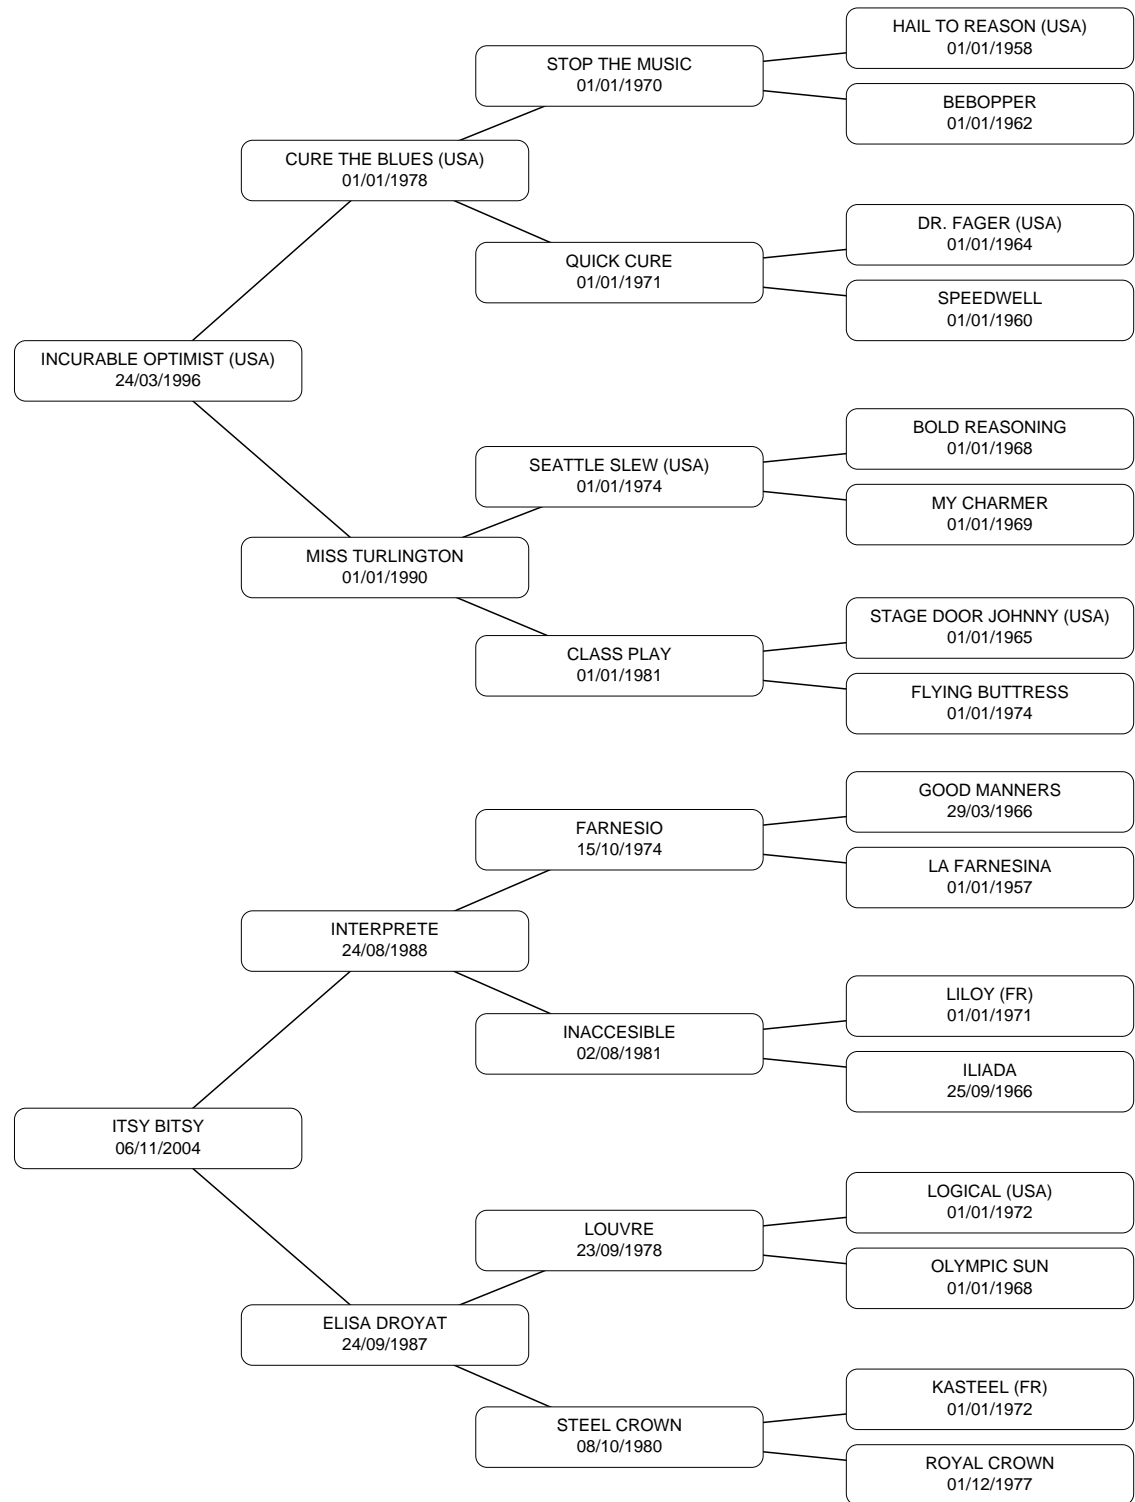 HAIL TO REASON (USA)
01/01/1958
STOP THE MUSIC
01/01/1970
BEBOPPER
01/01/1962
CURE THE BLUES (USA)
01/01/1978
DR. FAGER (USA)
01/01/1964
QUICK CURE
01/01/1971
SPEEDWELL
01/01/1960
INCURABLE OPTIMIST (USA)
24/03/1996
BOLD REASONING
01/01/1968
SEATTLE SLEW (USA)
01/01/1974
MY CHARMER
01/01/1969
MISS TURLINGTON
01/01/1990
STAGE DOOR JOHNNY (USA)
01/01/1965
CLASS PLAY
01/01/1981
FLYING BUTTRESS
01/01/1974
GOOD MANNERS
29/03/1966
FARNESIO
15/10/1974
LA FARNESINA
01/01/1957
INTERPRETE
24/08/1988
LILOY (FR)
01/01/1971
INACCESIBLE
02/08/1981
ILIADA
25/09/1966
ITSY BITSY
06/11/2004
LOGICAL (USA)
01/01/1972
LOUVRE
23/09/1978
OLYMPIC SUN
01/01/1968
ELISA DROYAT
24/09/1987
KASTEEL (FR)
01/01/1972
STEEL CROWN
08/10/1980
ROYAL CROWN
01/12/1977